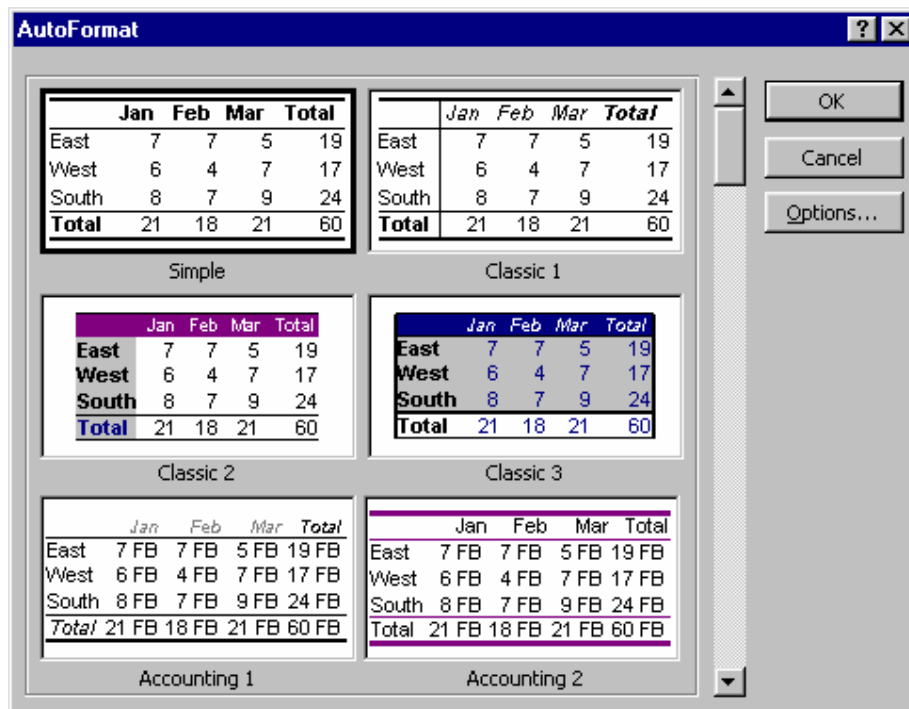 AutoFormat
Jan Feb Mar Total
East 7 7 5 19
West 6 4 7 17
South 8 7 9 24
Total 21 18 21 60
Simple
Jan Feb Mar Total
East 7 7 5 19
West 6 4 7 17
South 8 7 9 24
Total 21 18 21 60
Classic 1
Jan Feb Mar Total
East 7 7 5 19
West 6 4 7 17
South 8 7 9 24
Total 21 18 21 60
Classic 2
Jan Feb Mar Total
East 7 7 5 19
West 6 4 7 17
South 8 7 9 24
Total 21 18 21 60
Classic 3
Jan Feb Mar Total
East 7 FB 7 FB 5 FB 19 FB
West 6 FB 4 FB 7 FB 17 FB
South 8 FB 7 FB 9 FB 24 FB
Total 21 FB 18 FB 21 FB 60 FB
Accounting 1
Jan Feb Mar Total
East 7 FB 7 FB 5 FB 19 FB
West 6 FB 4 FB 7 FB 17 FB
South 8 FB 7 FB 9 FB 24 FB
Total 21 FB 18 FB 21 FB 60 FB
Accounting 2
OK
Cancel
Options...